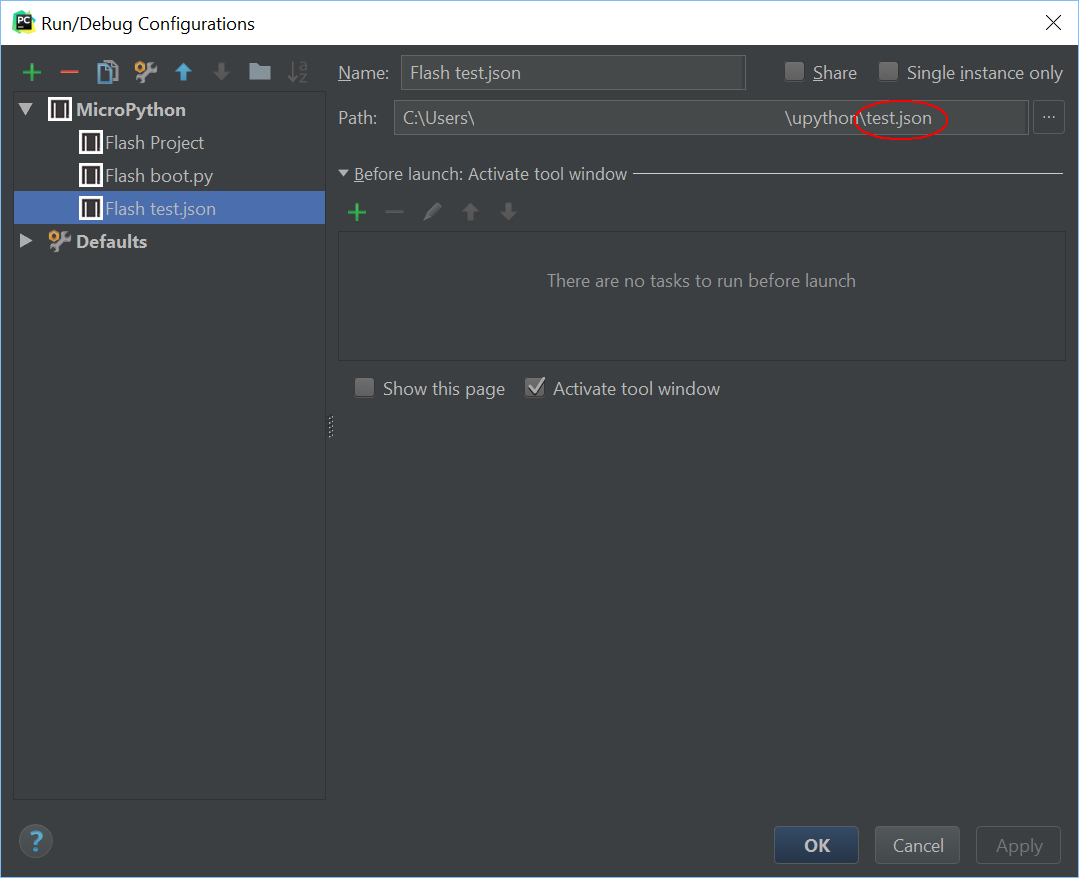 PC Run/Debug Configurations
Name: Flash test.json Share Single instance only
MicroPython
Path: C:\Users\ \upython\test.json ...
Flash Project
Flash boot.py
Before launch: Activate tool window
Flash test.json
Defaults
There are no tasks to run before launch
Show this page Activate tool window
?
OK Cancel Apply